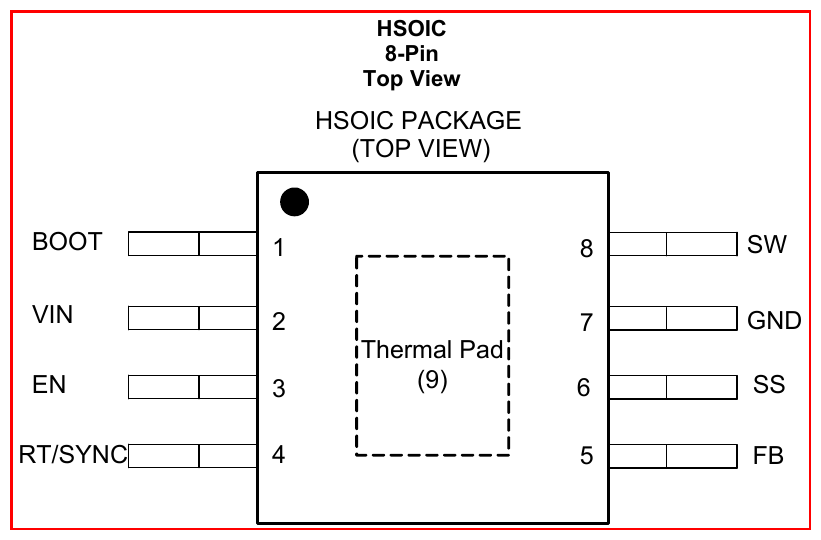 HSOIC
8-Pin
Top View
HSOIC PACKAGE
(TOP VIEW)
BOOT 1 8 SW
VIN 2 7 GND
Thermal Pad
(9)
EN 3 6 SS
RT/SYNC 4 5 FB